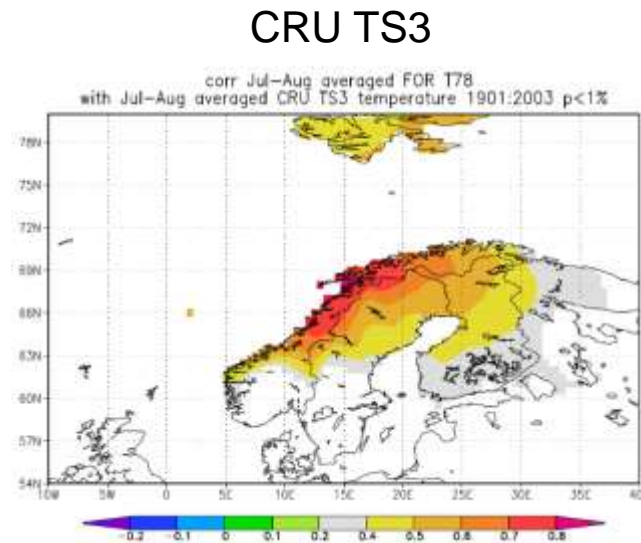 CRU TS3
corr Jul-Aug averaged FOR T78
with Jul-Aug averaged CRU TS3 temperature 1901:2003 p<1%
78N
75N
72N
69N
66N
63N
60N
57N
54N
10W 5W 0 5E 10E 15E 20E 25E 30E 35E 40E
-0.2 -0.1 0 0.1 0.2 0.4 0.5 0.6 0.7 0.8